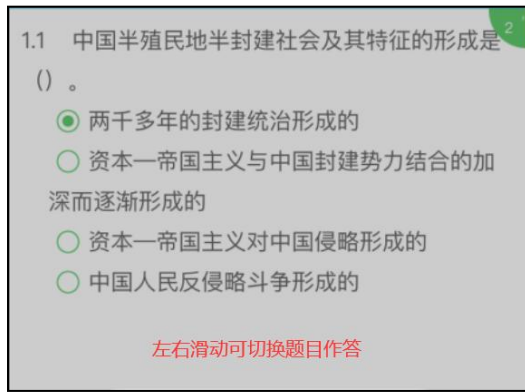 2
1.1 中国半殖民地半封建社会及其特征的形成是
()。
两千多年的封建统治形成的
资本一帝国主义与中国封建势力结合的加
深而逐渐形成的
资本一帝国主义对中国侵略形成的
中国人民反侵略斗争形成的
左右滑动可切换题目作答